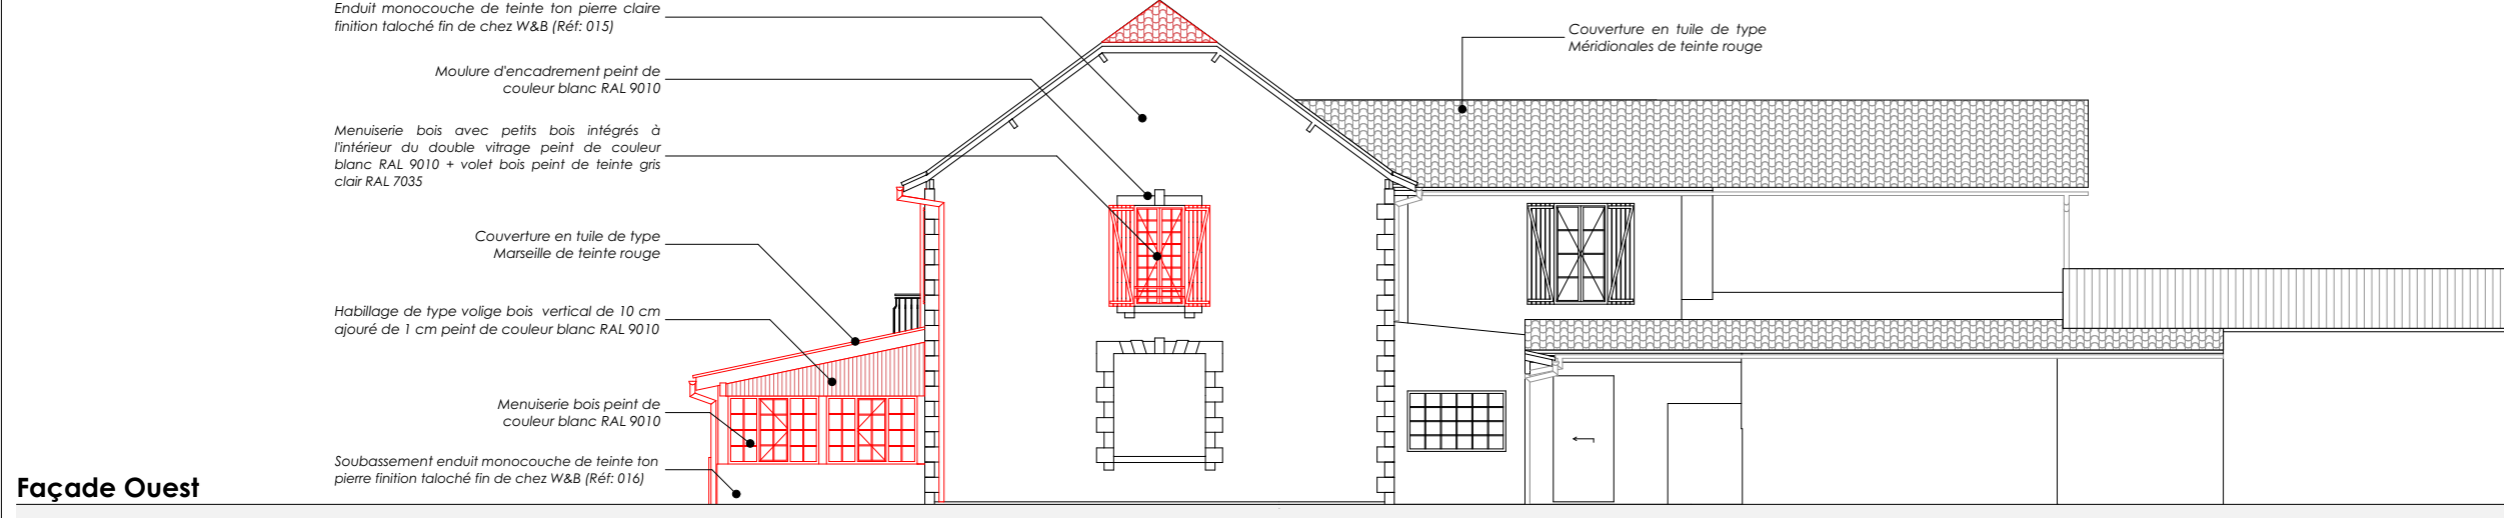 Enduit monocouche de teinte ton pierre claire
finition taloché fin de chez W&B (Réf: 015)
Couverture en tuile de type
Méridionales de teinte rouge
Moulure d'encadrement peint de
couleur blanc RAL 9010
Menuiserie bois avec petits bois intégrés à
l'intérieur du double vitrage peint de couleur
blanc RAL 9010 + volet bois peint de teinte gris
clair RAL 7035
Couverture en tuile de type
Marseille de teinte rouge
Habillage de type volige bois vertical de 10 cm
ajouré de 1 cm peint de couleur blanc RAL 9010
Menuiserie bois peint de
couleur blanc RAL 9010
Soubassement enduit monocouche de teinte ton
pierre finition taloché fin de chez W&B (Réf: 016)
Façade Ouest